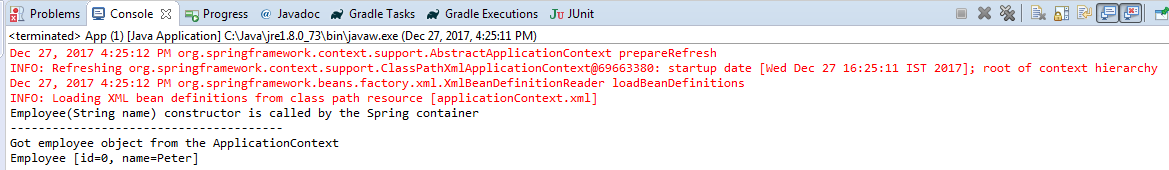 Problems Console Progress @ Javadoc Gradle Tasks Gradle Executions JUnit
<terminated> App (1) [Java Application] C:\Java\jre1.8.0_73\bin\javaw.exe (Dec 27, 2017, 4:25:11 PM)
Dec 27, 2017 4:25:12 PM org.springframework.context.support.AbstractApplicationContext prepareRefresh
INFO: Refreshing org.springframework.context.support.ClassPathXmlApplicationContext@69663380: startup date [Wed Dec 27 16:25:11 IST 2017]; root of context hierarchy
Dec 27, 2017 4:25:12 PM org.springframework.beans.factory.xml.XmlBeanDefinitionReader loadBeanDefinitions
INFO: Loading XML bean definitions from class path resource [applicationContext.xml]
Employee(String name) constructor is called by the Spring container
----------------------------------------
Got employee object from the ApplicationContext
Employee [id=0, name=Peter]